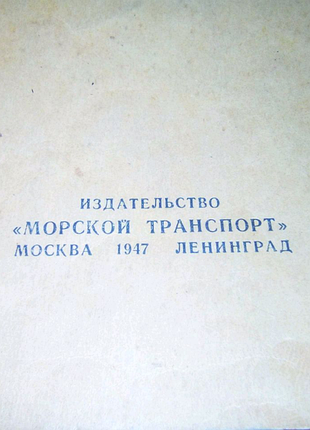 ИЗДАТЕЛЬСТВО
«МОРСКОЙ ТРАНСПОРТ»
МОСКВА 1947 ЛЕНИНГРАД